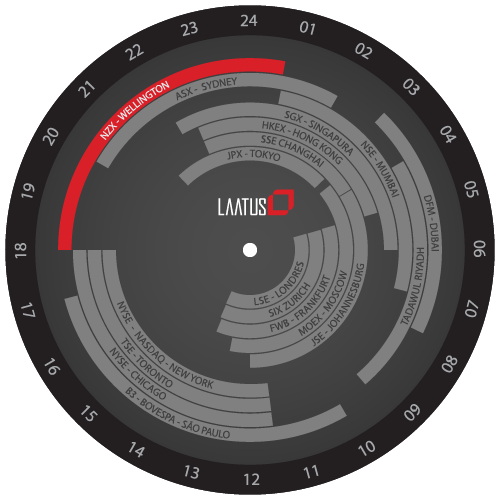 24
01
02
03
04
05
06
07
08
09
10
11
12
13
14
15
16
17
18
19
20
21
22
23
NZX - WELLINGTON
ASX - SYDNEY
SGX - SINGAPURA
HKEX - HONG KONG
SSE CHANGHAI
JPX - TOKYO
NSE - MUMBAI
DFM - DUBAI
TADAWUL RIYADH
LAATUS
LSE - LONDRES
SIX ZURICH
FWB - FRANKFURT
MOEX - MOSCOW
JSE - JOHANNESBURG
NYSE - NASDAQ - NEW YORK
TSE - TORONTO
NYSE - CHICAGO
B3 - BOVESPA - SÃO PAULO